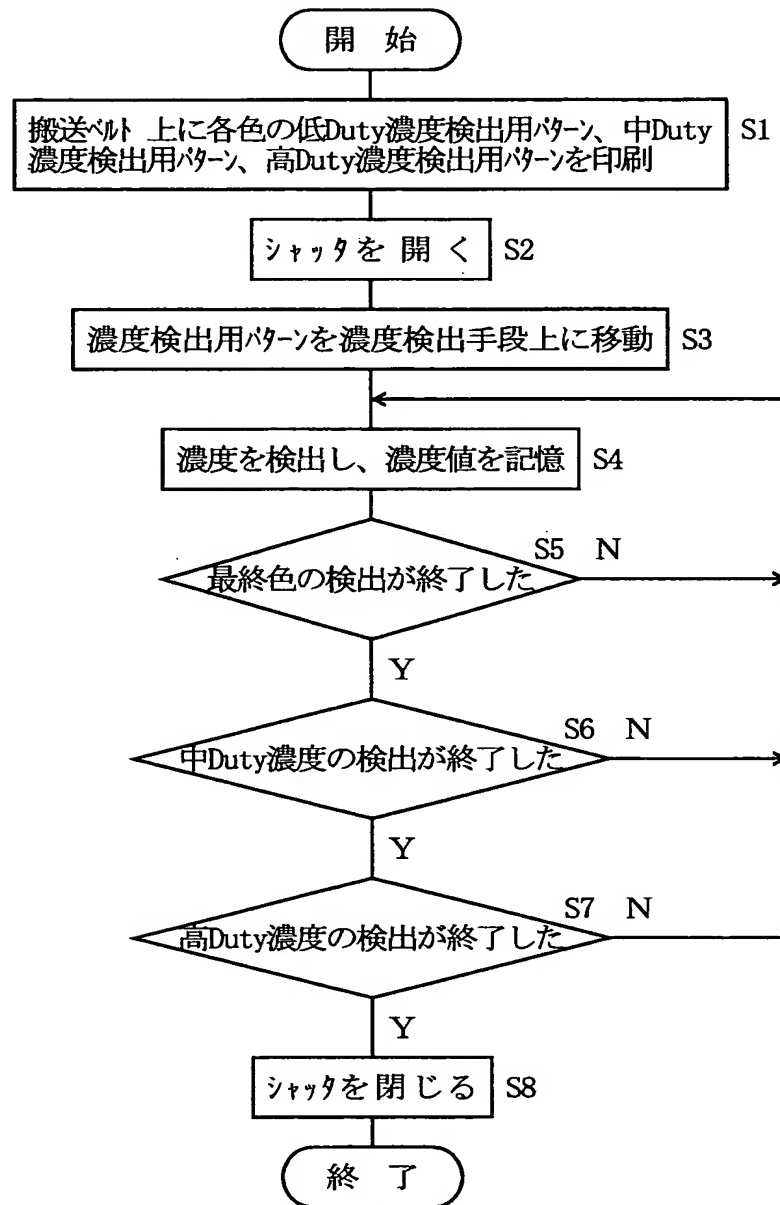 開 始
搬送ベルト 上に各色の低Duty濃度検出用パターン、中Duty
濃度検出用パターン、高Duty濃度検出用パターンを印刷
S1
シャッタを 開 く
S2
濃度検出用パターンを濃度検出手段上に移動
S3
濃度を検出し、濃度値を記憶
S4
S5 N
最終色の検出が終了した
Y
S6 N
中Duty濃度の検出が終了した
Y
S7 N
高Duty濃度の検出が終了した
Y
シャッタを 閉 じ る
S8
終 了